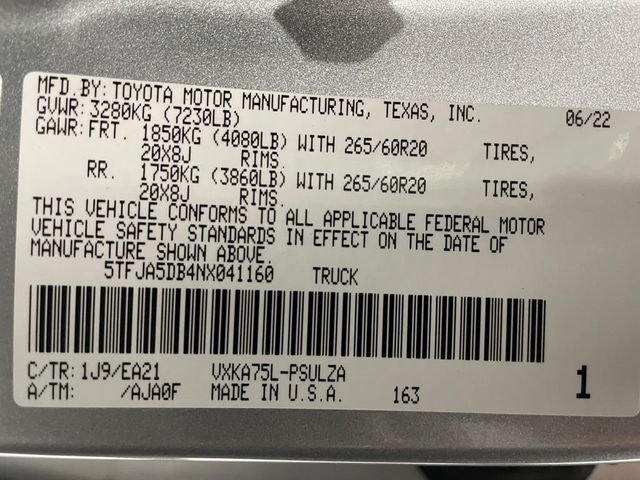 MFD.BY: TOYOTA MOTOR MANUFACTURING, TEXAS, INC. 06/22
GVWR: 3280KG (7230LB)
GAWR: FRT. 1850KG (4080LB) WITH 265/60R20 TIRES,
20X8J RIMS.
RR. 1750KG (3860LB) WITH 265/60R20 TIRES,
20X8J RIMS.
THIS VEHICLE CONFORMS TO ALL APPLICABLE FEDERAL MOTOR
VEHICLE SAFETY STANDARDS IN EFFECT ON THE DATE OF
MANUFACTURE SHOWN ABOVE.
5TFJA5DB4NX041160 TRUCK
C/TR: 1J9/EA21 VXKA75L-PSULZA
A/TM: /AJA0F MADE IN U.S.A. 163 1